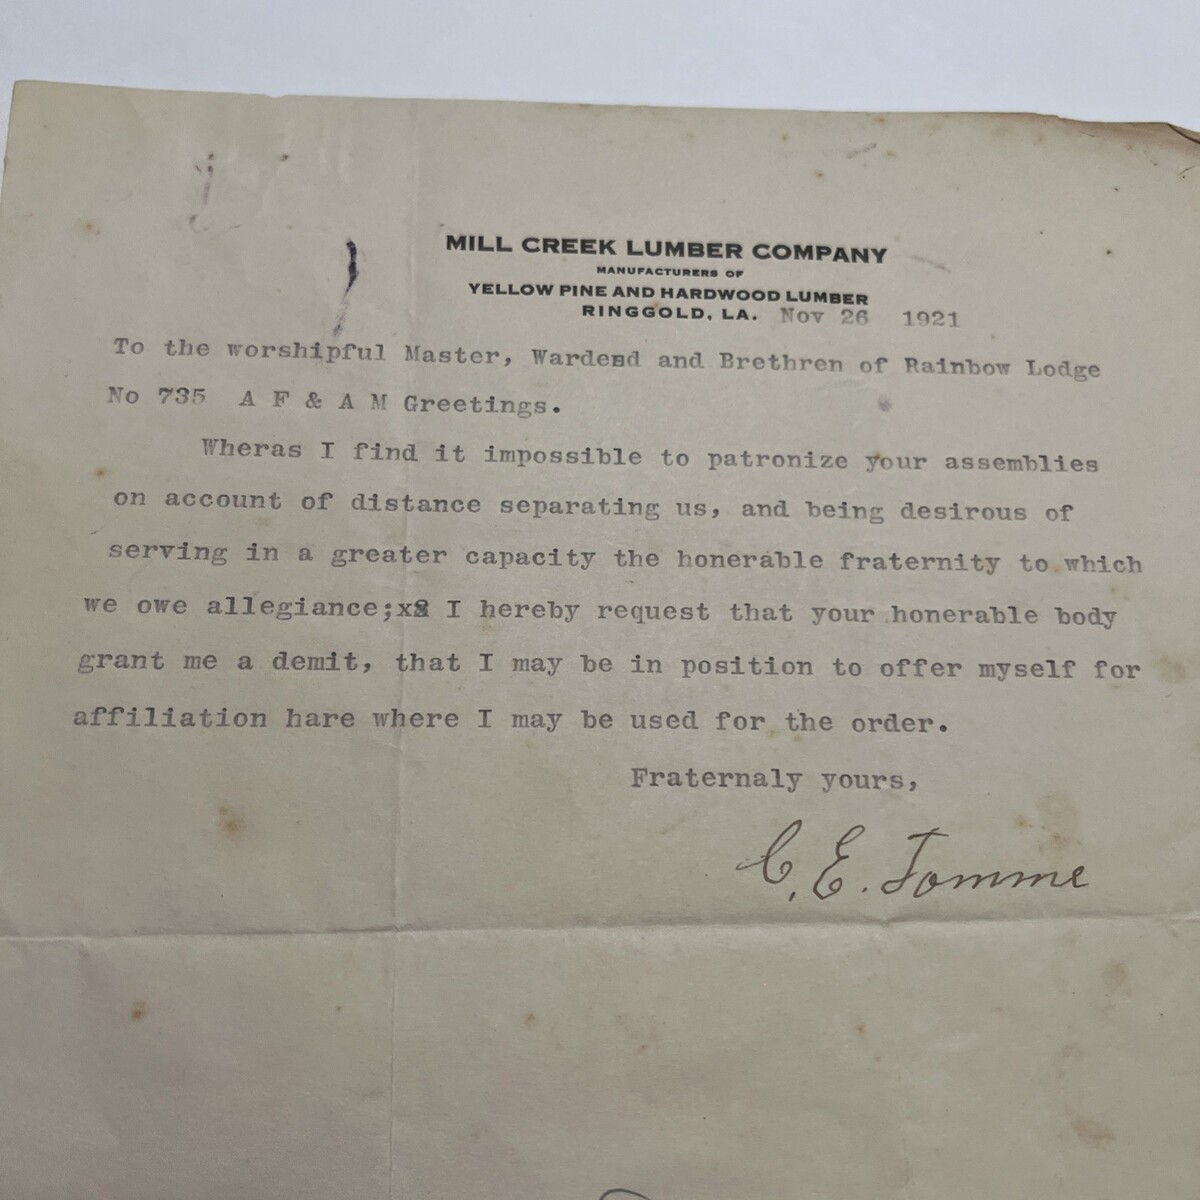 MILL CREEK LUMBER COMPANY
MANUFACTURERS OF
YELLOW PINE AND HARDWOOD LUMBER
RINGGOLD, LA. Nov 26 1921
To the worshipful Master, Wardend and Brethren of Rainbow Lodge
No 735 A F & A M Greetings.
Wheras I find it impossible to patronize your assemblies
on account of distance separating us, and being desirous of
serving in a greater capacity the honerable fraternity to which
we owe allegiance; I hereby request that your honerable body
grant me a demit, that I may be in position to offer myself for
affiliation hare where I may be used for the order.
Fraternaly yours,
C. E. Tomme